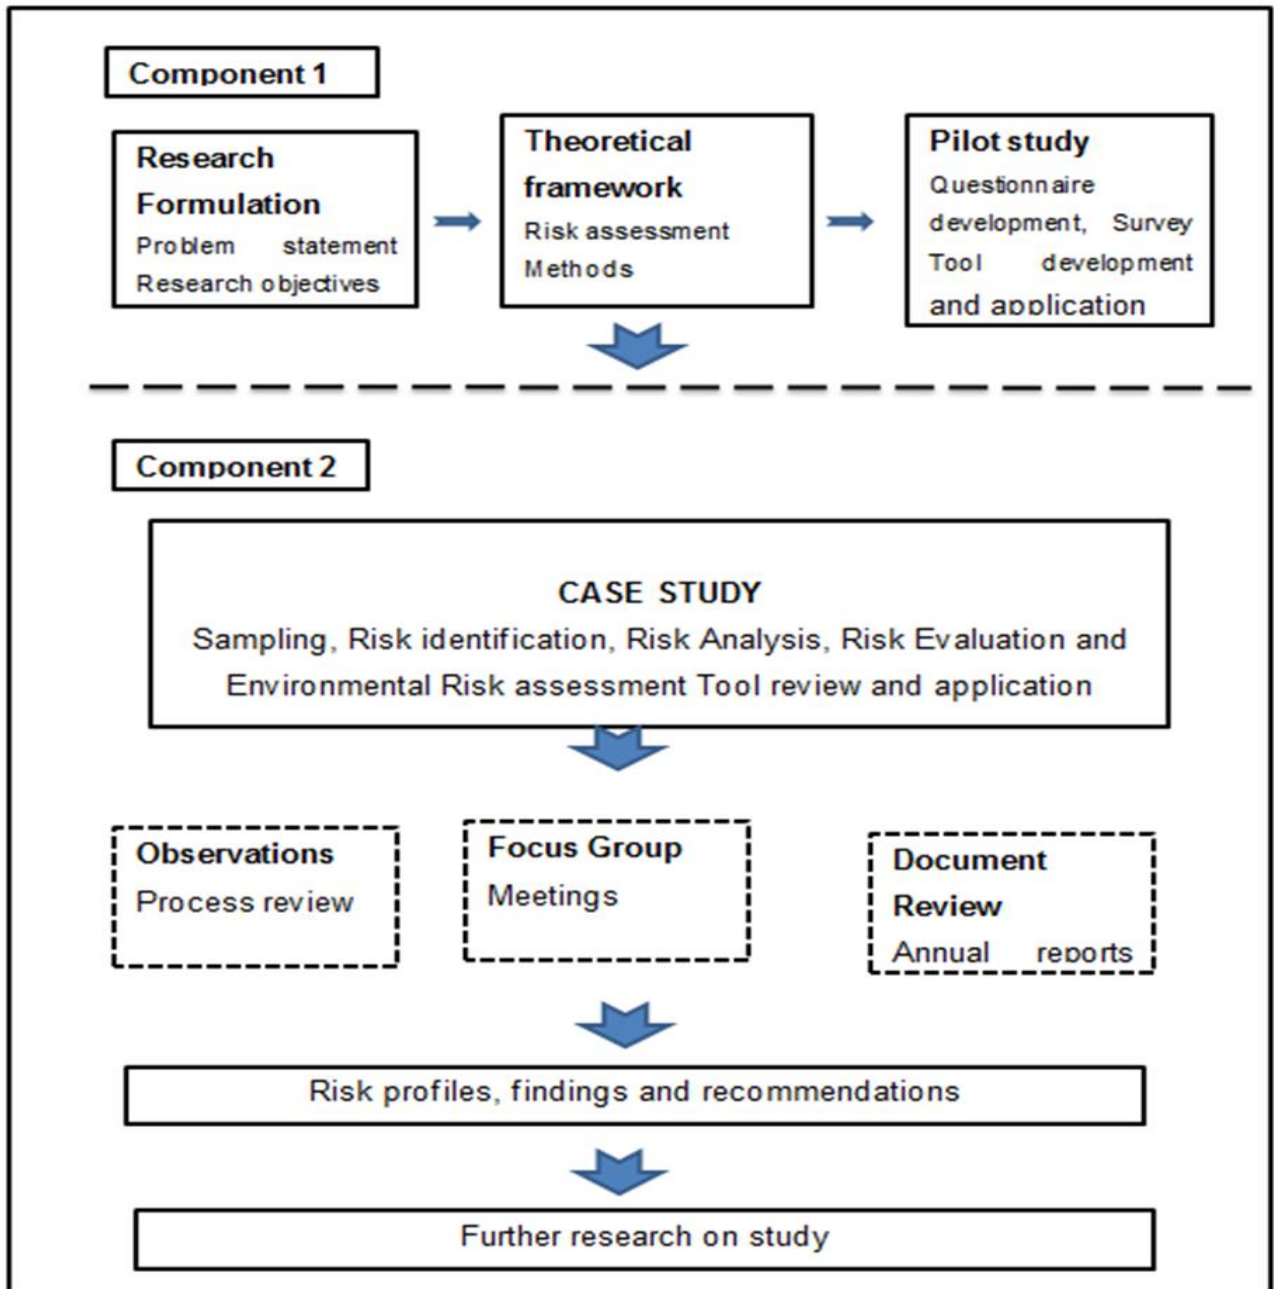 Component 1
Research
Formulation
Problem statement
Research objectives
Theoretical
framework
Risk assessment
Methods
Pilot study
Questionnaire
development, Survey
Tool development
and application
Component 2
CASE STUDY
Sampling, Risk identification, Risk Analysis, Risk Evaluation and
Environmental Risk assessment Tool review and application
Observations
Process review
Focus Group
Meetings
Document
Review
Annual reports
Risk profiles, findings and recommendations
Further research on study